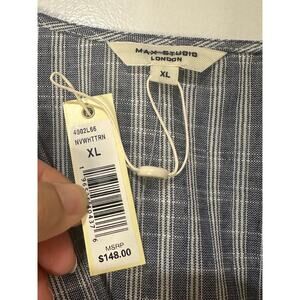 MAX STUDIO
LONDON
XL
4002L66
NVWHTTRN
XL
MSRP
$148.00